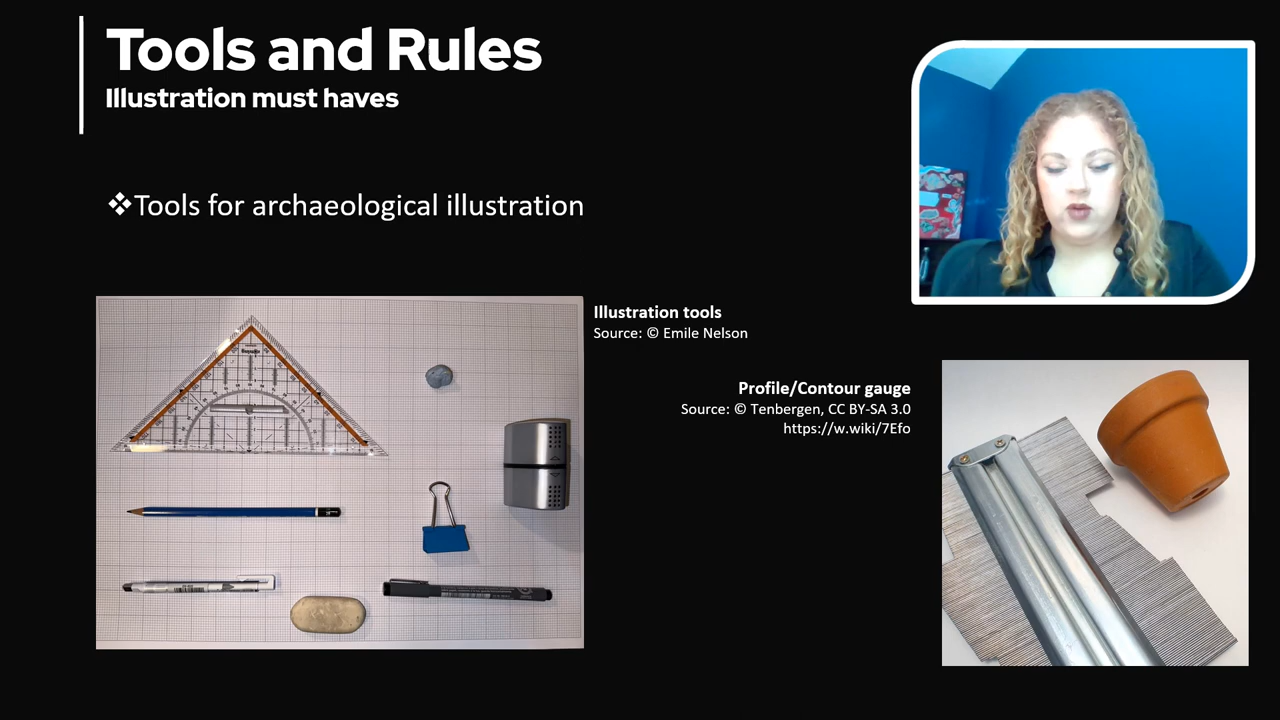 Tools and Rules
Illustration must haves
❖Tools for archaeological illustration
Illustration tools
Source: © Emile Nelson
Profile/Contour gauge
Source: © Tenbergen, CC BY-SA 3.0
https://w.wiki/7Efo